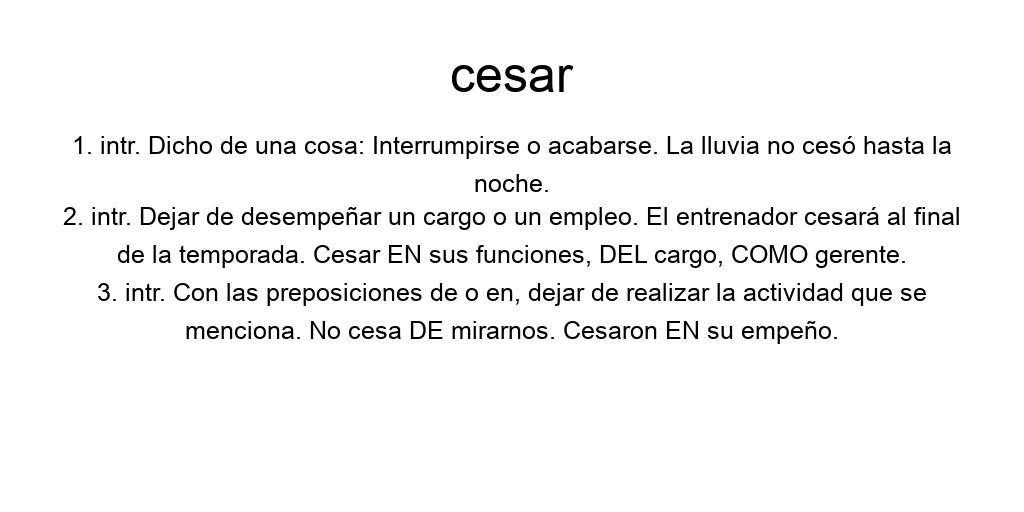 cesar
1. intr. Dicho de una cosa: Interrumpirse o acabarse. La lluvia no cesó hasta la
noche.
2. intr. Dejar de desempeñar un cargo o un empleo. El entrenador cesará al final
de la temporada. Cesar EN sus funciones, DEL cargo, COMO gerente.
3. intr. Con las preposiciones de o en, dejar de realizar la actividad que se
menciona. No cesa DE mirarnos. Cesaron EN su empeño.